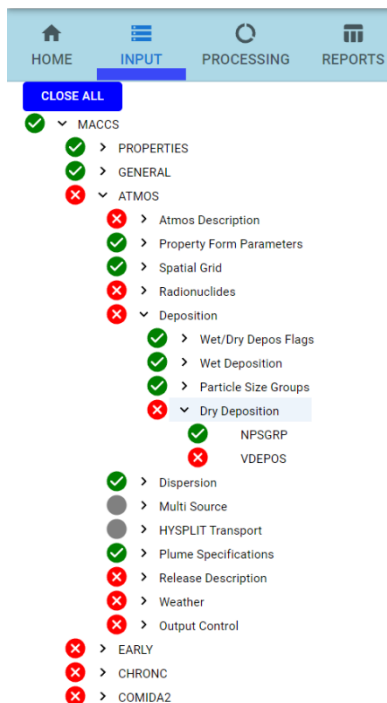 HOME INPUT PROCESSING REPORTS
CLOSE ALL
MACCS
PROPERTIES
GENERAL
ATMOS
Atmos Description
Property Form Parameters
Spatial Grid
Radionuclides
Deposition
Wet/Dry Depos Flags
Wet Deposition
Particle Size Groups
Dry Deposition
NPSGRP
VDEPOS
Dispersion
Multi Source
HYSPLIT Transport
Plume Specifications
Release Description
Weather
Output Control
EARLY
CHRONC
COMIDA2